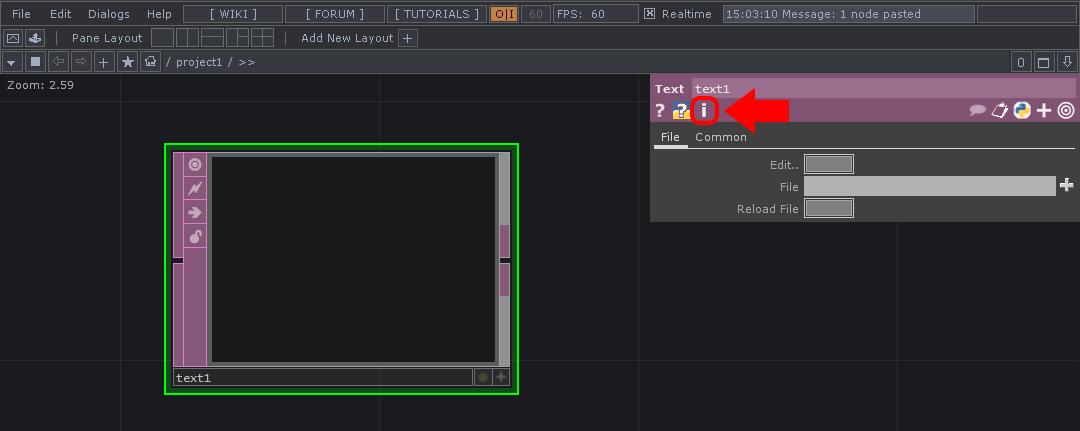 File Edit Dialogs Help [ WIKI ] [ FORUM ] [ TUTORIALS ] O|I 60 FPS: 60 Realtime 15:03:10 Message: 1 node pasted
Pane Layout Add New Layout +
/ project1 / >> 0
Zoom: 2.59
Text text1
? ? i
File Common
Edit..
File
Reload File
text1